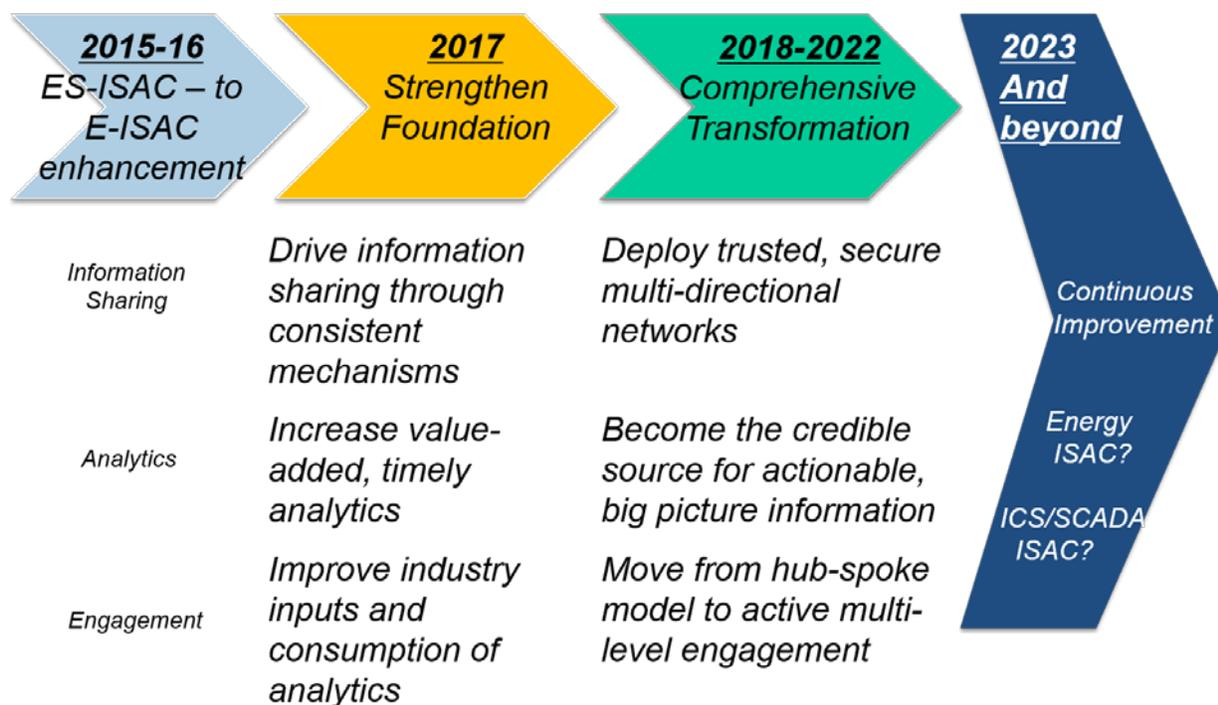 2015-16
ES-ISAC – to
E-ISAC
enhancement
2017
Strengthen
Foundation
2018-2022
Comprehensive
Transformation
2023
And
beyond
Information
Sharing
Drive information
sharing through
consistent
mechanisms
Deploy trusted, secure
multi-directional
networks
Continuous
Improvement
Analytics
Increase value-
added, timely
analytics
Become the credible
source for actionable,
big picture information
Energy
ISAC?
ICS/SCADA
ISAC?
Engagement
Improve industry
inputs and
consumption of
analytics
Move from hub-spoke
model to active multi-
level engagement